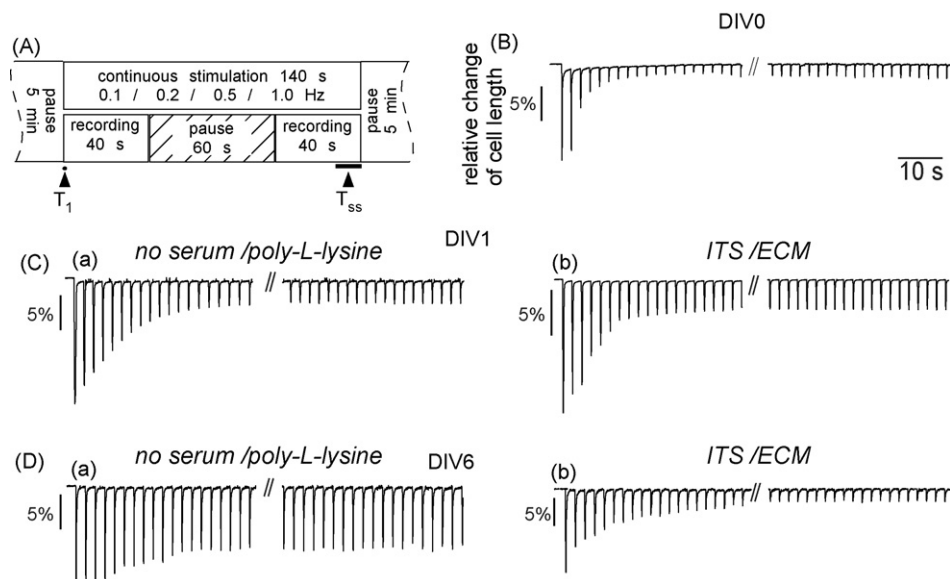 (A)
pause
5 min
continuous stimulation 140 s
0.1 / 0.2 / 0.5 / 1.0 Hz
recording
40 s
pause
60 s
recording
40 s
pause
5 min
T1
Tss
DIV0
(B)
relative change
of cell length
5%
10 s
DIV1
(C)
(a)
no serum /poly-L-lysine
5%
(b)
ITS /ECM
5%
DIV6
(D)
(a)
no serum /poly-L-lysine
5%
(b)
ITS /ECM
5%